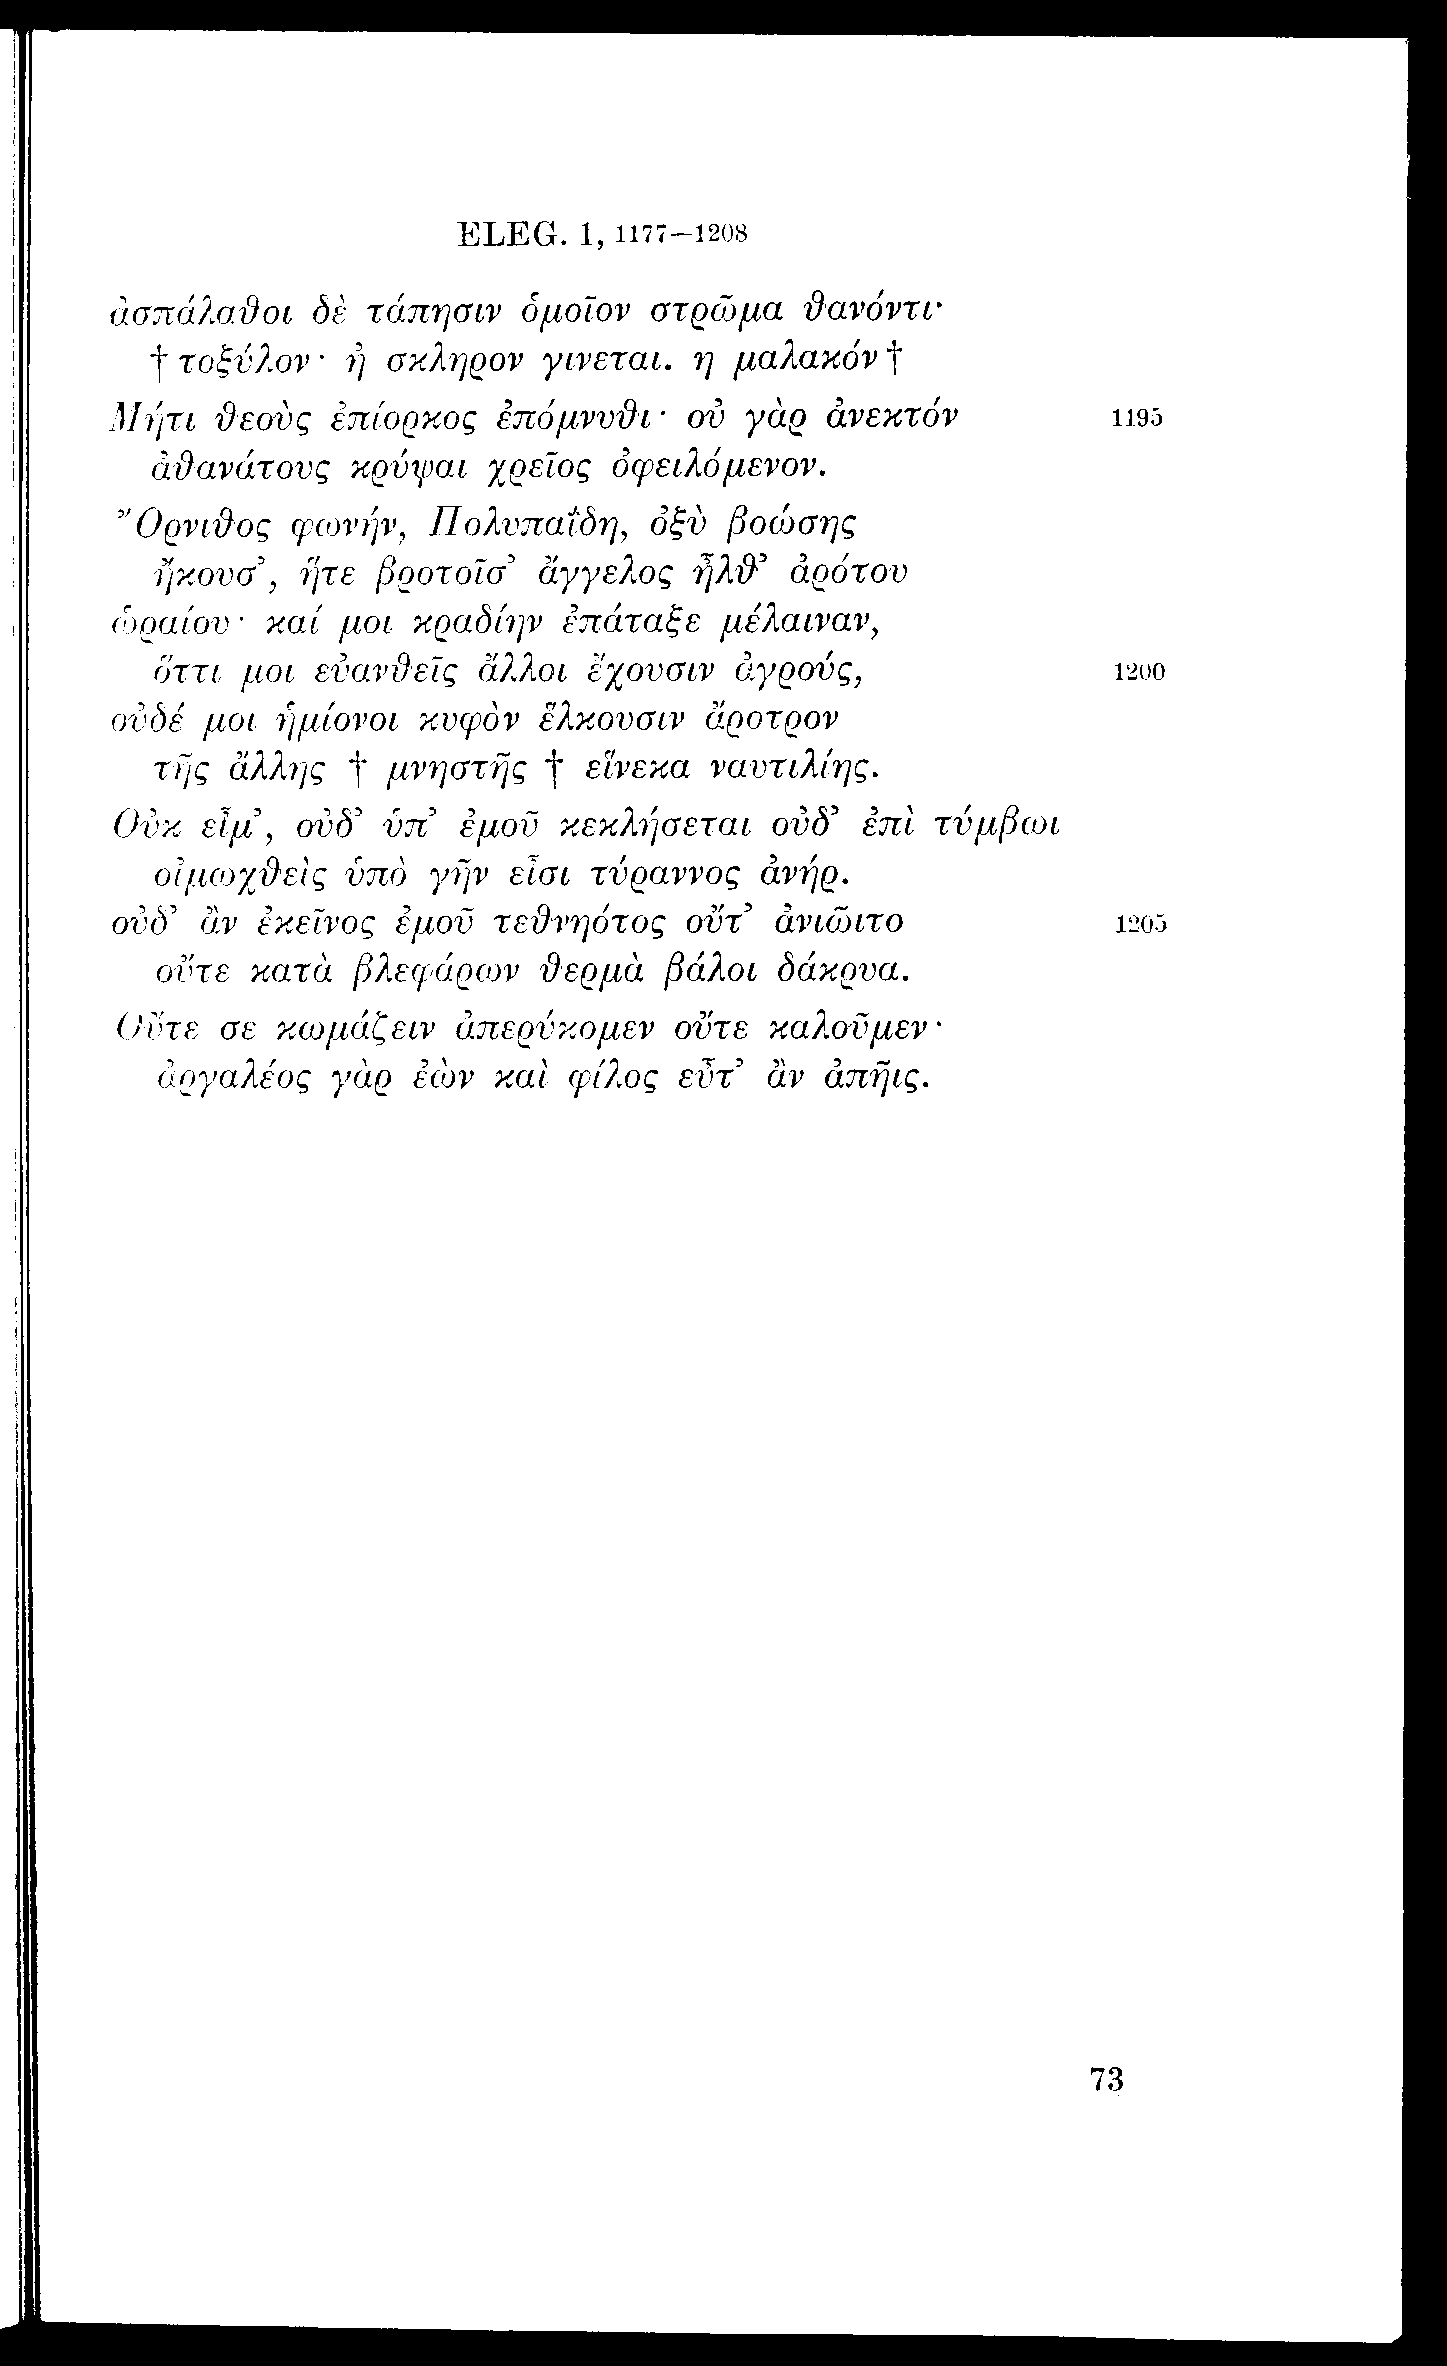 ELEG. 1, 1177—1208
ἀσπάλαθοι δὲ τάπησιν ὁμοῖον στρῶμα θανόντι·
† τοξύλον· ἢ σκληρον γινεται. η μαλακόν †
Μήτι θεοὺς ἐπίορκος ἐπόμνυθι· οὐ γὰρ ἀνεκτόν 1195
ἀθανάτους κρύψαι χρεῖος ὀφειλόμενον.
Ὄρνιθος φωνήν, Πολυπαΐδη, ὀξὺ βοώσης
ἤκουσ’, ἥτε βροτοῖσ’ ἄγγελος ἦλθ’ ἀρότου
ὡραίου· καί μοι κραδίην ἐπάταξε μέλαιναν,
ὅττι μοι εὐανθεῖς ἄλλοι ἔχουσιν ἀγρούς, 1200
οὐδέ μοι ἡμίονοι κυφὸν ἕλκουσιν ἄροτρον
τῆς ἄλλης † μνηστῆς † εἵνεκα ναυτιλίης.
Οὐκ εἶμ’, οὐδ’ ὑπ’ ἐμοῦ κεκλήσεται οὐδ’ ἐπὶ τύμβωι
οἰμωχθεὶς ὑπὸ γῆν εἶσι τύραννος ἀνήρ.
οὐδ’ ἂν ἐκεῖνος ἐμοῦ τεθνηότος οὔτ’ ἀνιῶιτο 1205
οὔτε κατὰ βλεφάρων θερμὰ βάλοι δάκρυα.
Οὔτε σε κωμάζειν ἀπερύκομεν οὔτε καλοῦμεν·
ἀργαλέος γὰρ ἐὼν καὶ φίλος εὖτ’ ἂν ἀπῆις.
73